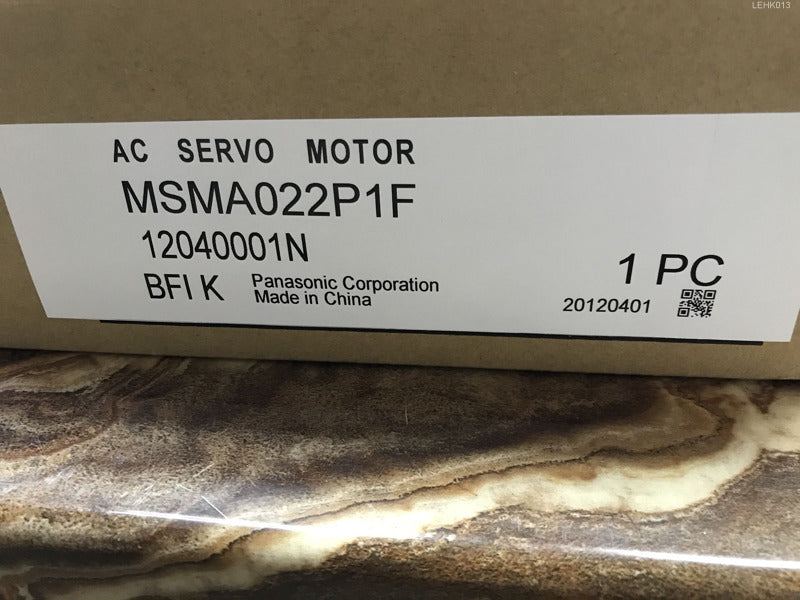 LEHK013
AC SERVO MOTOR
MSMA022P1F
12040001N
BFI K
Panasonic Corporation
Made in China
1 PC
20120401